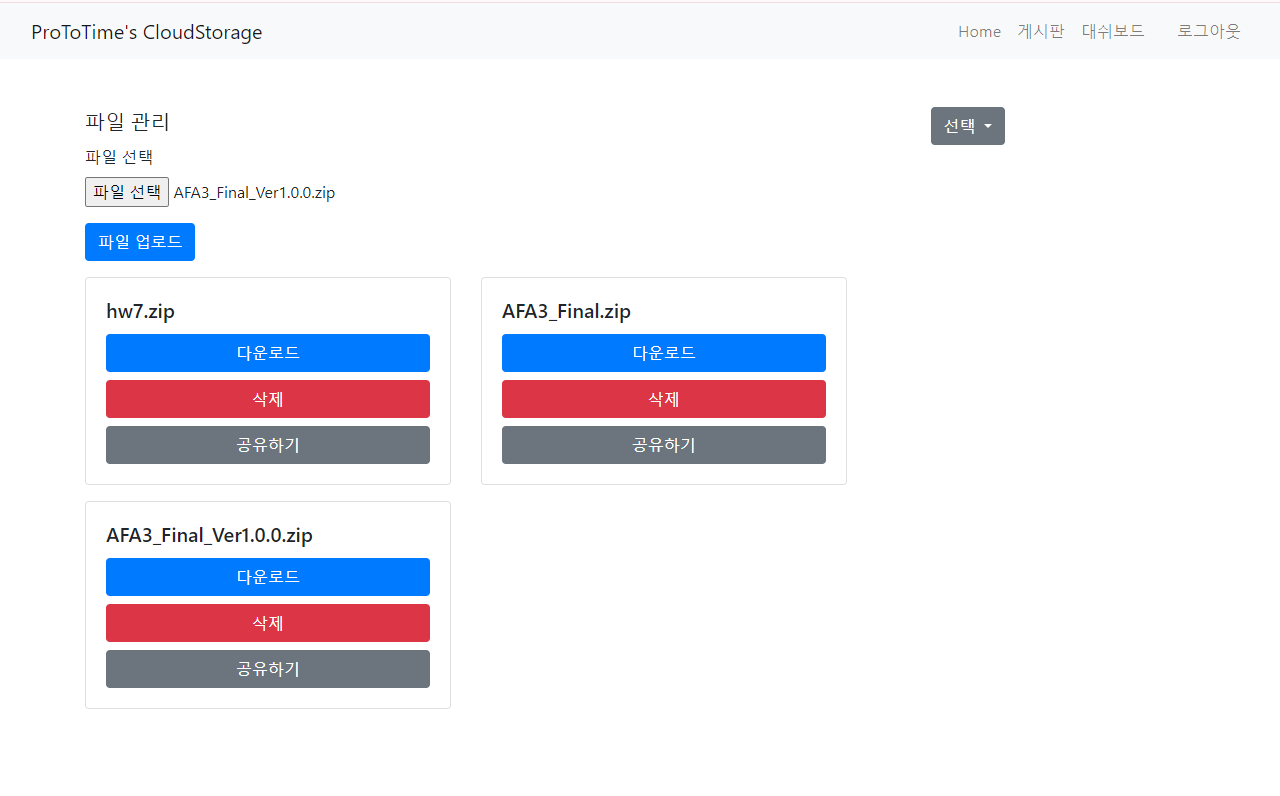 ProToTime's CloudStorage Home 게시판 대쉬보드 로그아웃
파일 관리 선택
파일 선택
파일 선택 AFA3_Final_Ver1.0.0.zip
파일 업로드
hw7.zip
다운로드
삭제
공유하기
AFA3_Final.zip
다운로드
삭제
공유하기
AFA3_Final_Ver1.0.0.zip
다운로드
삭제
공유하기